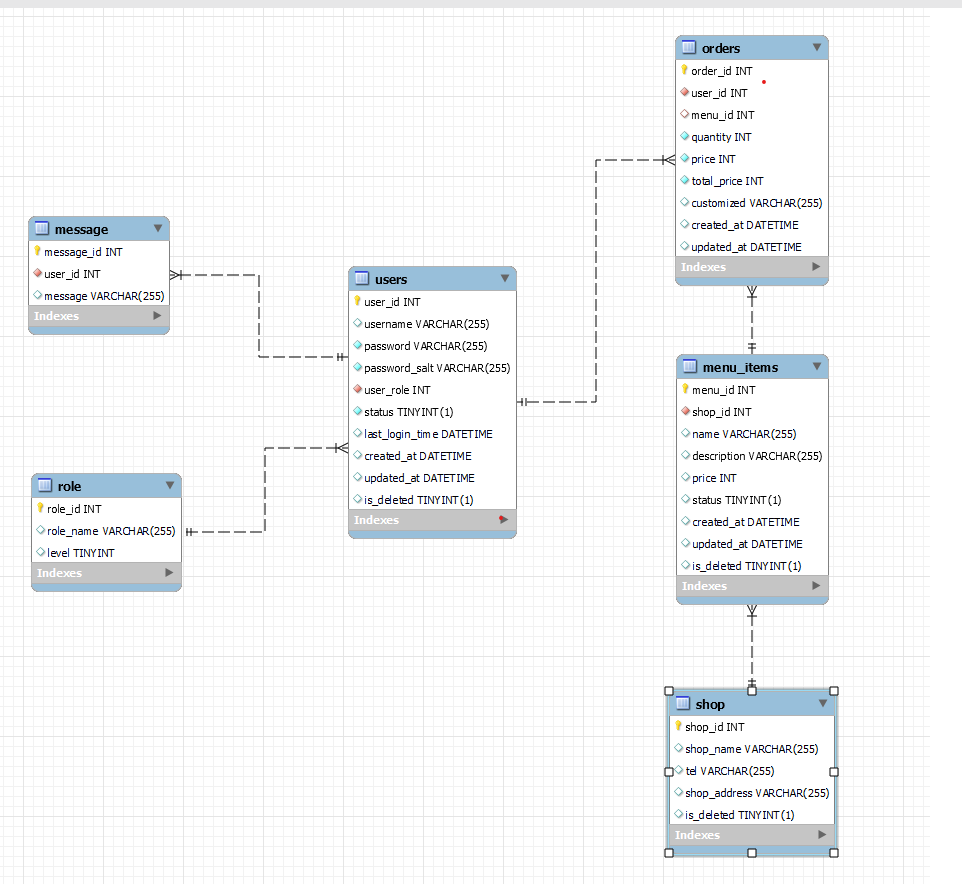 orders
order_id INT
user_id INT
menu_id INT
quantity INT
price INT
total_price INT
customized VARCHAR(255)
created_at DATETIME
updated_at DATETIME
Indexes
message
message_id INT
user_id INT
message VARCHAR(255)
Indexes
users
user_id INT
username VARCHAR(255)
password VARCHAR(255)
password_salt VARCHAR(255)
user_role INT
status TINYINT(1)
last_login_time DATETIME
created_at DATETIME
updated_at DATETIME
is_deleted TINYINT(1)
Indexes
menu_items
menu_id INT
shop_id INT
name VARCHAR(255)
description VARCHAR(255)
price INT
status TINYINT(1)
created_at DATETIME
updated_at DATETIME
is_deleted TINYINT(1)
Indexes
role
role_id INT
role_name VARCHAR(255)
level TINYINT
Indexes
shop
shop_id INT
shop_name VARCHAR(255)
tel VARCHAR(255)
shop_address VARCHAR(255)
is_deleted TINYINT(1)
Indexes